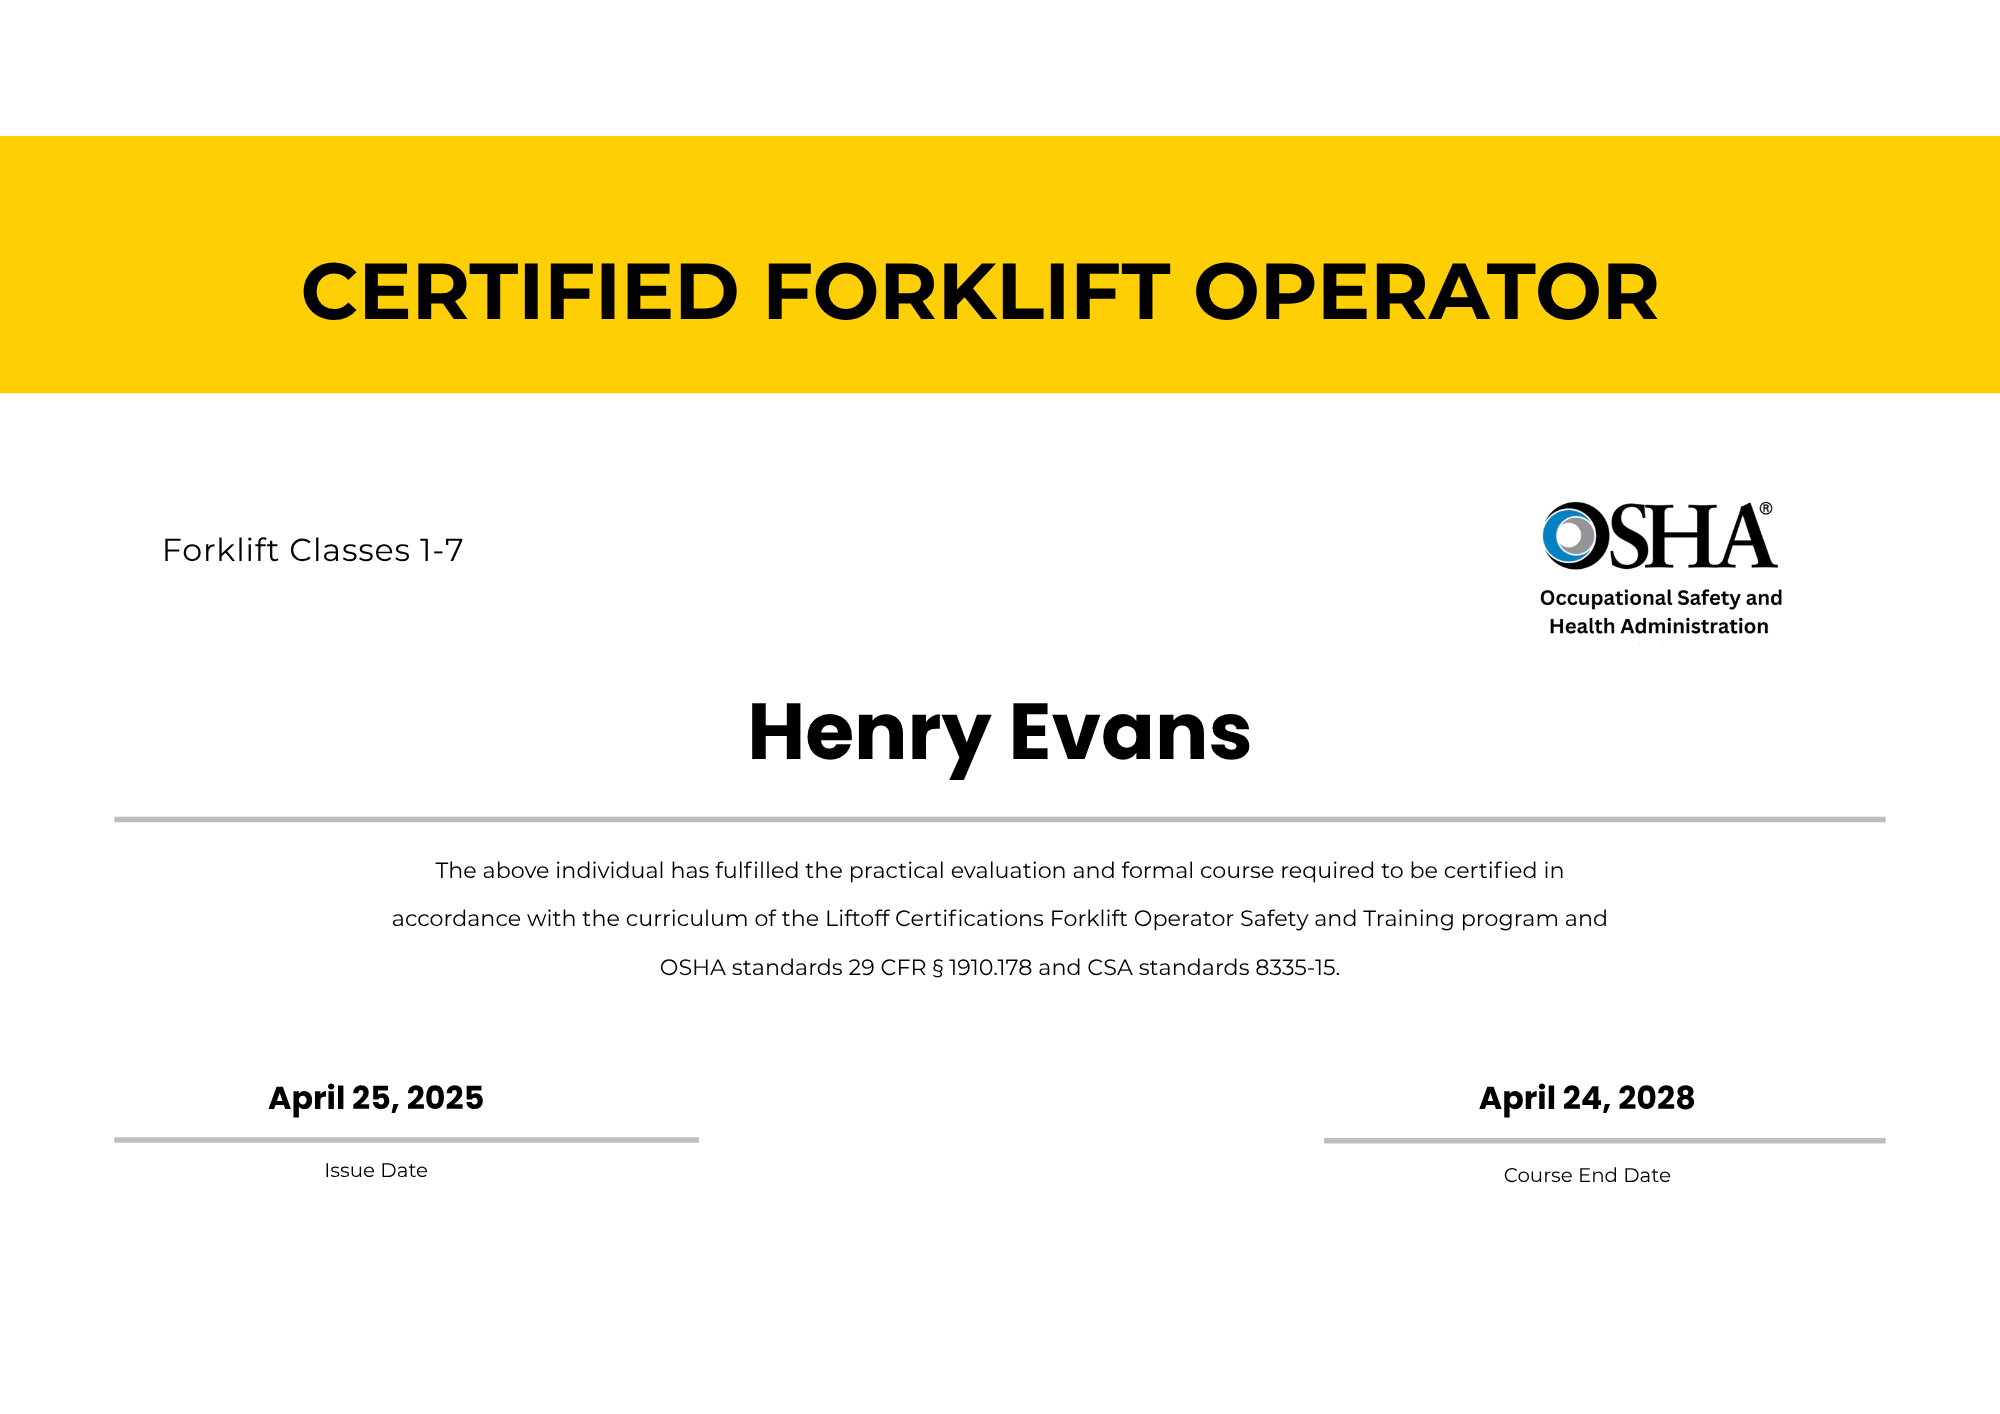 CERTIFIED FORKLIFT OPERATOR
Forklift Classes 1-7
OSHA®
Occupational Safety and
Health Administration
Henry Evans
The above individual has fulfilled the practical evaluation and formal course required to be certified in
accordance with the curriculum of the Liftoff Certifications Forklift Operator Safety and Training program and
OSHA standards 29 CFR § 1910.178 and CSA standards 8335-15.
April 25, 2025
Issue Date
April 24, 2028
Course End Date